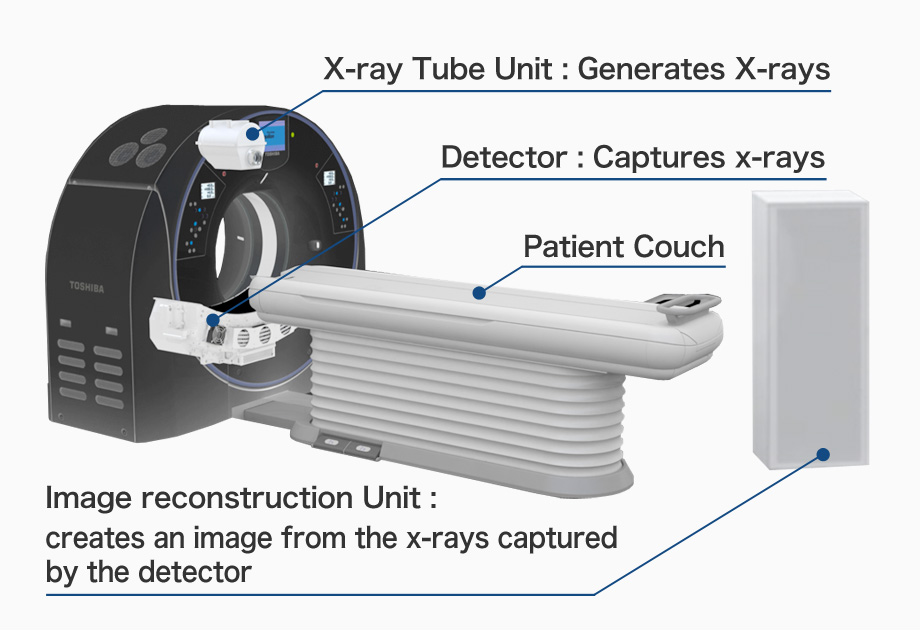 X-ray Tube Unit : Generates X-rays
Detector : Captures x-rays
Patient Couch
TOSHIBA
Image reconstruction Unit :
creates an image from the x-rays captured
by the detector